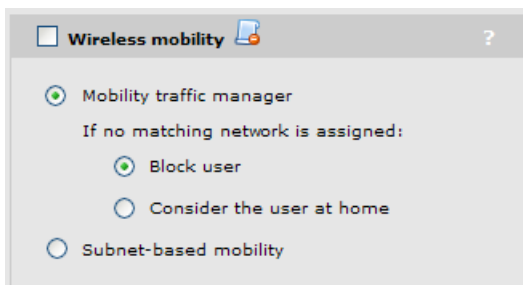 Wireless mobility ?
Mobility traffic manager
If no matching network is assigned:
Block user
Consider the user at home
Subnet-based mobility